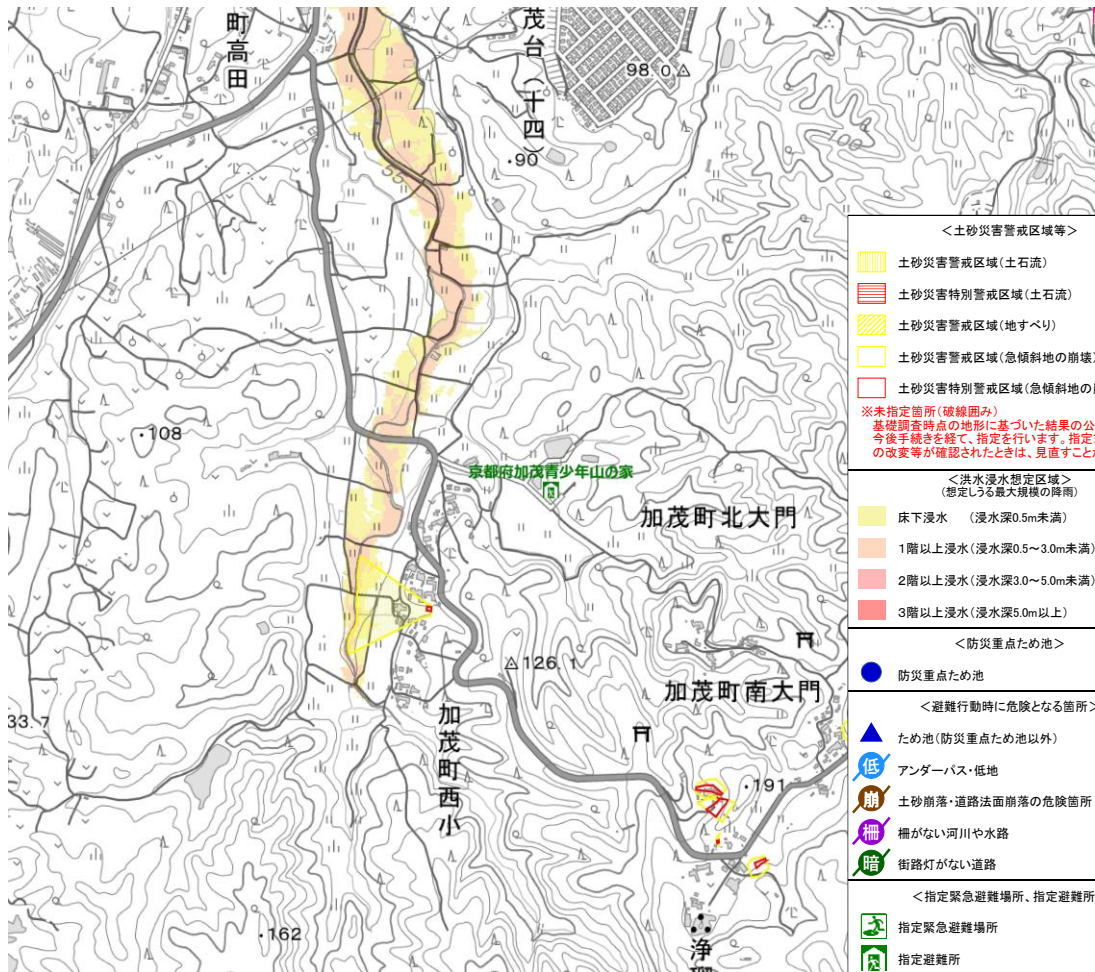 町高田
茂台（十四）
98.0
90
108
京都府加茂青少年山の家
加茂町北大門
126.1
加茂町南大門
33.7
加茂町西小
191
162
浄
＜土砂災害警戒区域等＞
土砂災害警戒区域(土石流)
土砂災害特別警戒区域(土石流)
土砂災害警戒区域(地すべり)
土砂災害警戒区域(急傾斜地の崩壊)
土砂災害特別警戒区域(急傾斜地の
※未指定箇所(破線囲み)
基礎調査時点の地形に基づいた結果の公
今後手続きを経て、指定を行います。指定
の改変等が確認されたときは、見直すこと
＜洪水浸水想定区域＞
(想定しうる最大規模の降雨)
床下浸水　(浸水深0.5m未満)
1階以上浸水(浸水深0.5～3.0m未満)
2階以上浸水(浸水深3.0～5.0m未満)
3階以上浸水(浸水深5.0m以上)
＜防災重点ため池＞
防災重点ため池
＜避難行動時に危険となる箇所＞
ため池(防災重点ため池以外)
低 アンダーパス・低地
崩 土砂崩落・道路法面崩落の危険箇所
柵 柵がない河川や水路
暗 街路灯がない道路
＜指定緊急避難場所、指定避難所
指定緊急避難場所
指定避難所